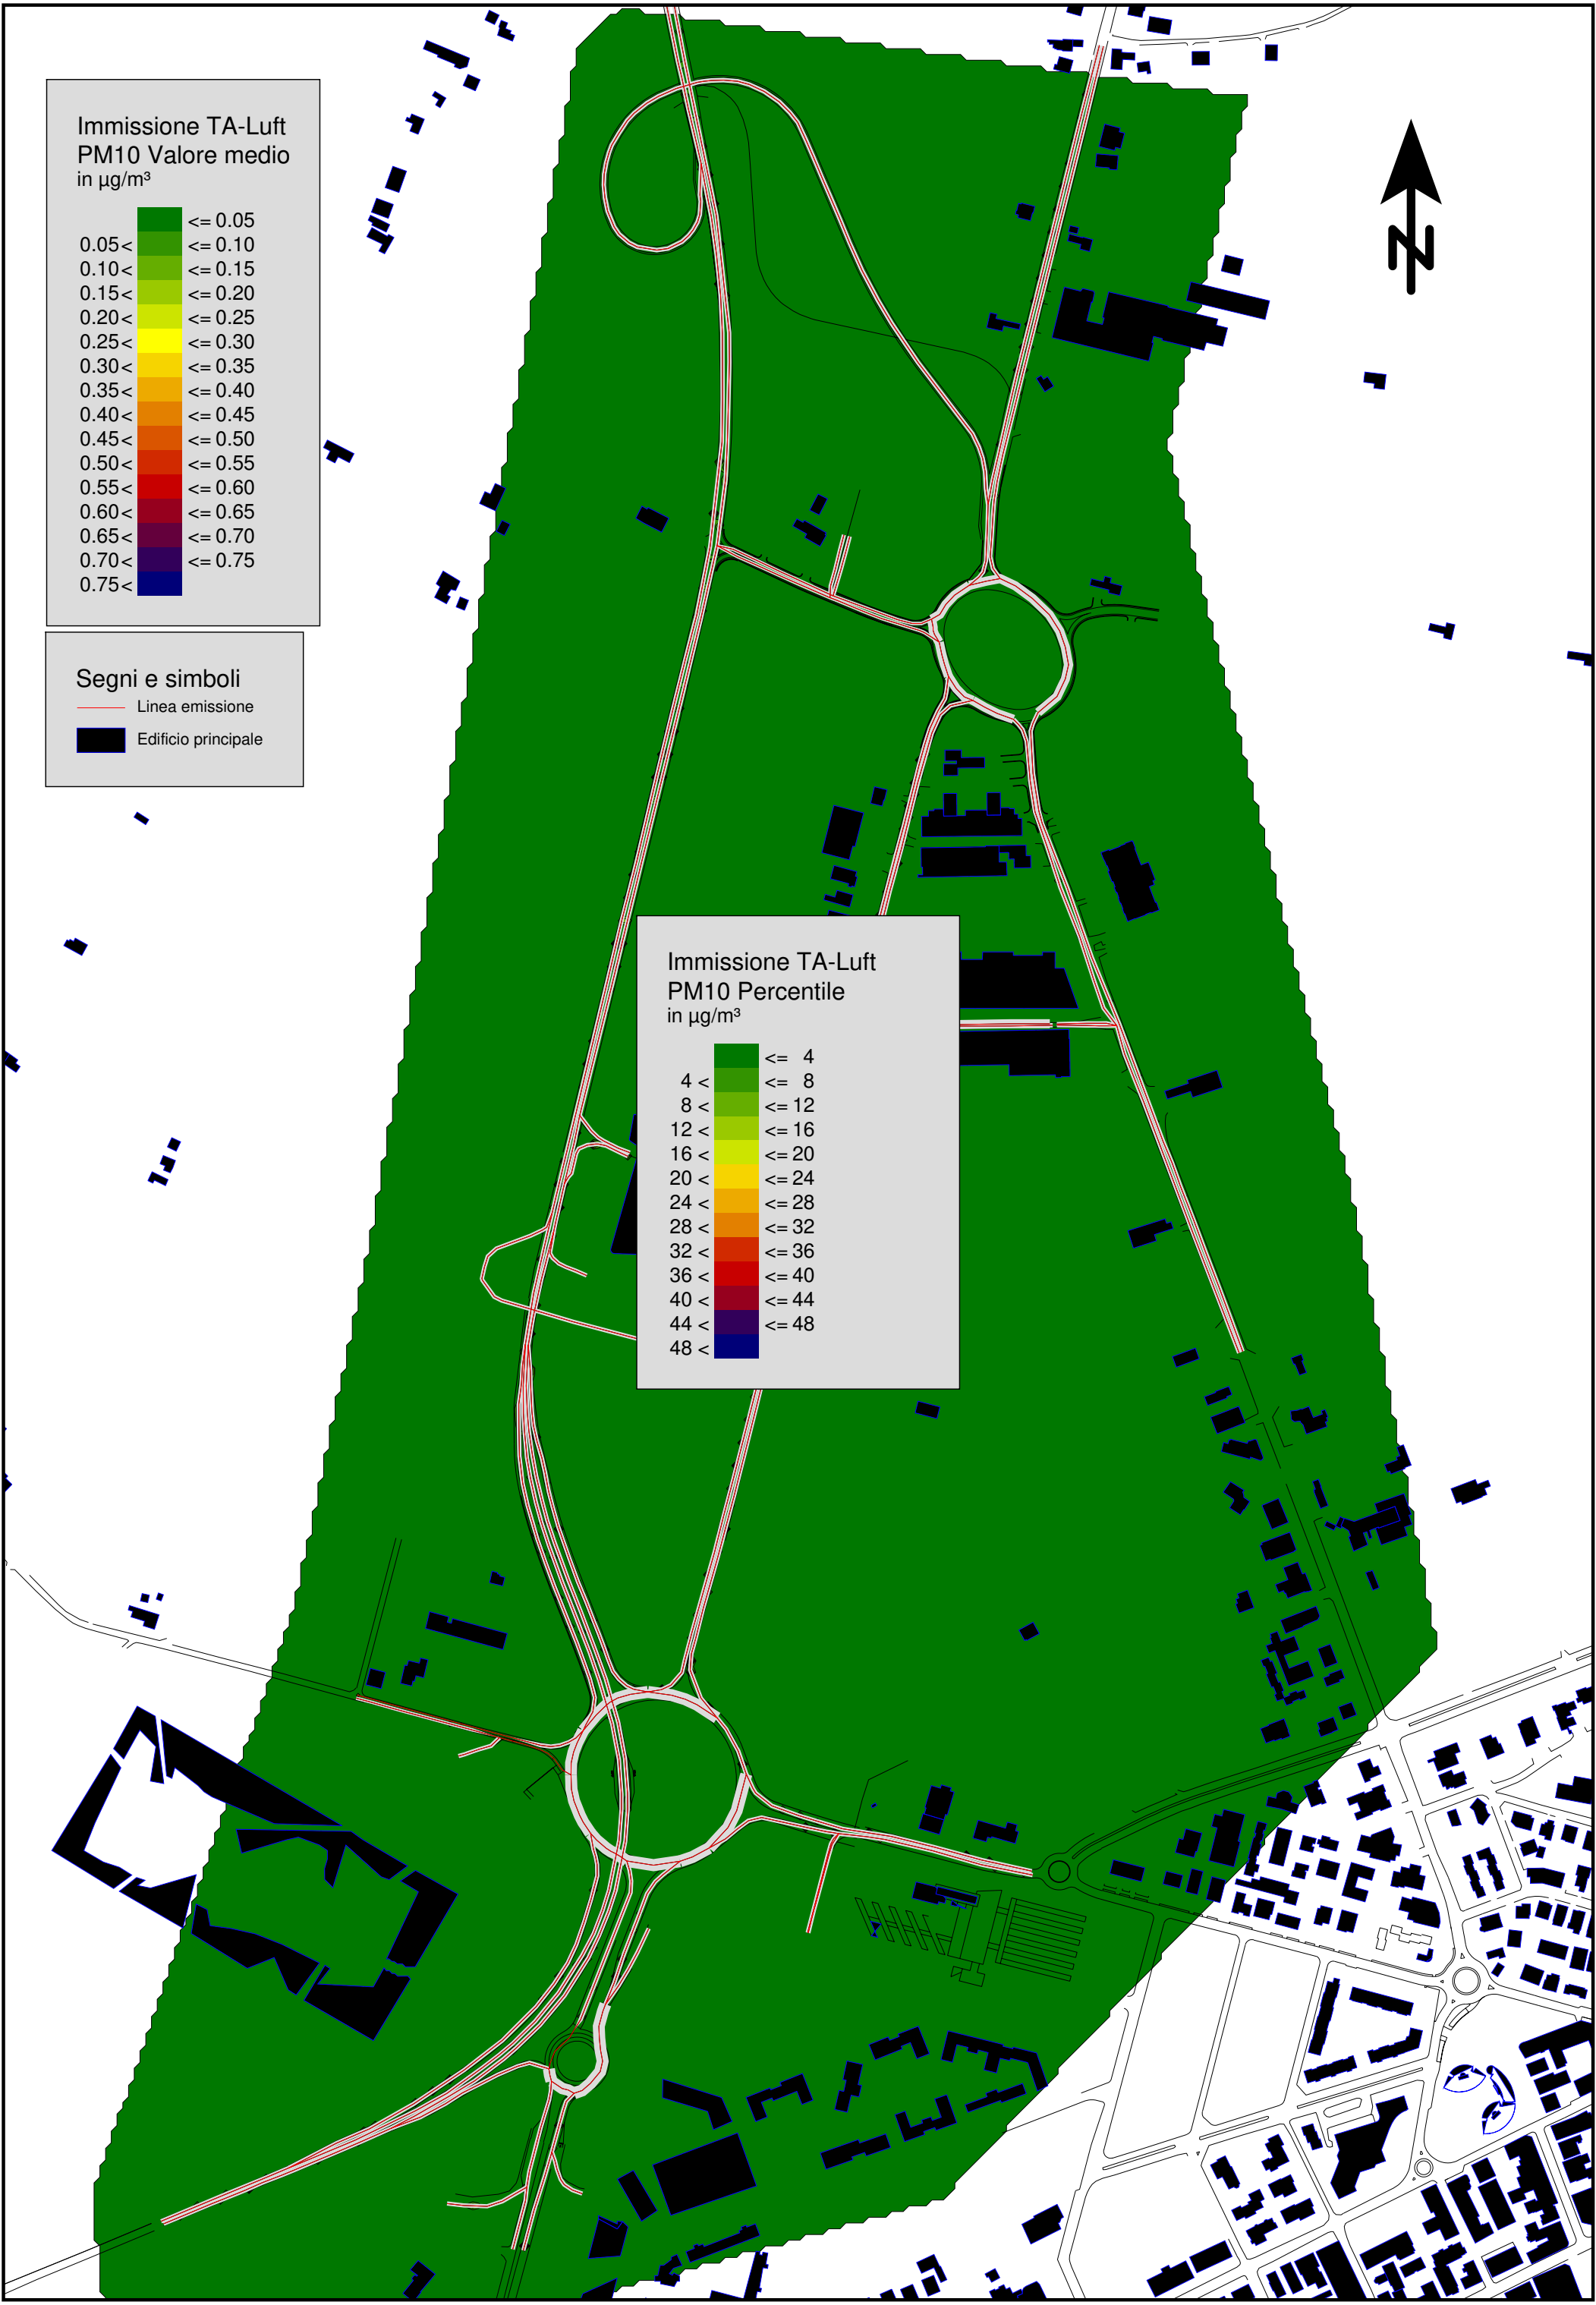 Immissione TA-Luft
PM10 Valore medio
in µg/m³
<= 0.05
0.05< <= 0.10
0.10< <= 0.15
0.15< <= 0.20
0.20< <= 0.25
0.25< <= 0.30
0.30< <= 0.35
0.35< <= 0.40
0.40< <= 0.45
0.45< <= 0.50
0.50< <= 0.55
0.55< <= 0.60
0.60< <= 0.65
0.65< <= 0.70
0.70< <= 0.75
0.75<
Segni e simboli
Linea emissione
Edificio principale
N
Immissione TA-Luft
PM10 Percentile
in µg/m³
<= 4
4 < <= 8
8 < <= 12
12 < <= 16
16 < <= 20
20 < <= 24
24 < <= 28
28 < <= 32
32 < <= 36
36 < <= 40
40 < <= 44
44 < <= 48
48 <